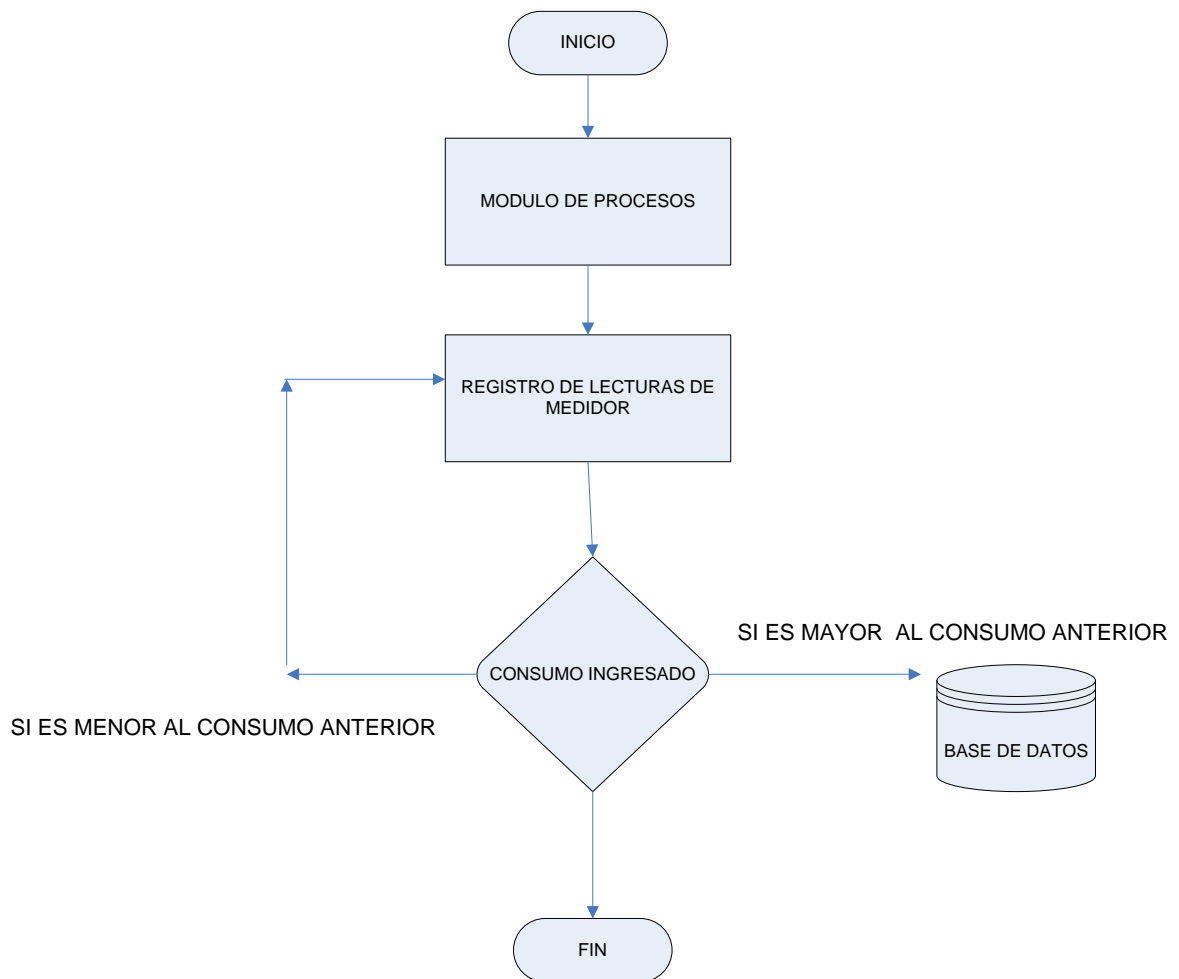 INICIO
MODULO DE PROCESOS
REGISTRO DE LECTURAS DE
MEDIDOR
SI ES MAYOR  AL CONSUMO ANTERIOR
CONSUMO INGRESADO
SI ES MENOR AL CONSUMO ANTERIOR
BASE DE DATOS
FIN